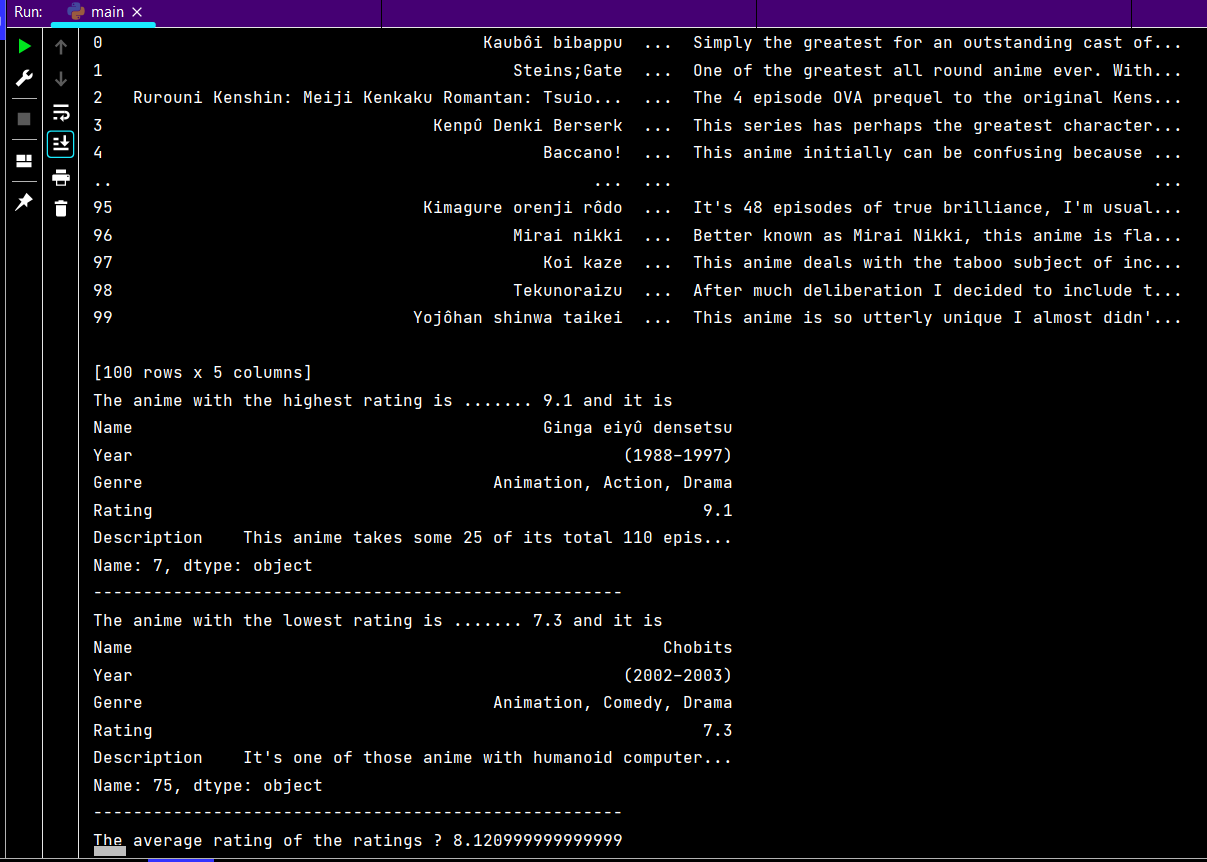 Run: main
0 Kaubôi bibappu ... Simply the greatest for an outstanding cast of...
1 Steins;Gate ... One of the greatest all round anime ever. With...
2 Rurouni Kenshin: Meiji Kenkaku Romantan: Tsuio... ... The 4 episode OVA prequel to the original Kens...
3 Kenpû Denki Berserk ... This series has perhaps the greatest character...
4 Baccano! ... This anime initially can be confusing because ...
.. ... ... ...
95 Kimagure orenji rôdo ... It's 48 episodes of true brilliance, I'm usual...
96 Mirai nikki ... Better known as Mirai Nikki, this anime is fla...
97 Koi kaze ... This anime deals with the taboo subject of inc...
98 Tekunoraizu ... After much deliberation I decided to include t...
99 Yojôhan shinwa taikei ... This anime is so utterly unique I almost didn'...
[100 rows x 5 columns]
The anime with the highest rating is ....... 9.1 and it is
Name Ginga eiyû densetsu
Year (1988-1997)
Genre Animation, Action, Drama
Rating 9.1
Description This anime takes some 25 of its total 110 epis...
Name: 7, dtype: object
-----------------------------------------------------
The anime with the lowest rating is ....... 7.3 and it is
Name Chobits
Year (2002-2003)
Genre Animation, Comedy, Drama
Rating 7.3
Description It's one of those anime with humanoid computer...
Name: 75, dtype: object
-----------------------------------------------------
The average rating of the ratings ? 8.120999999999999